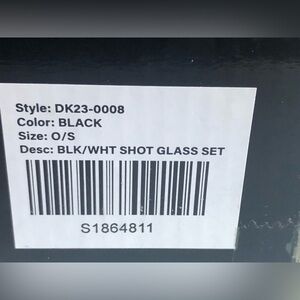 Style: DK23-0008
Color: BLACK
Size: O/S
Desc: BLK/WHT SHOT GLASS SET
S1864811